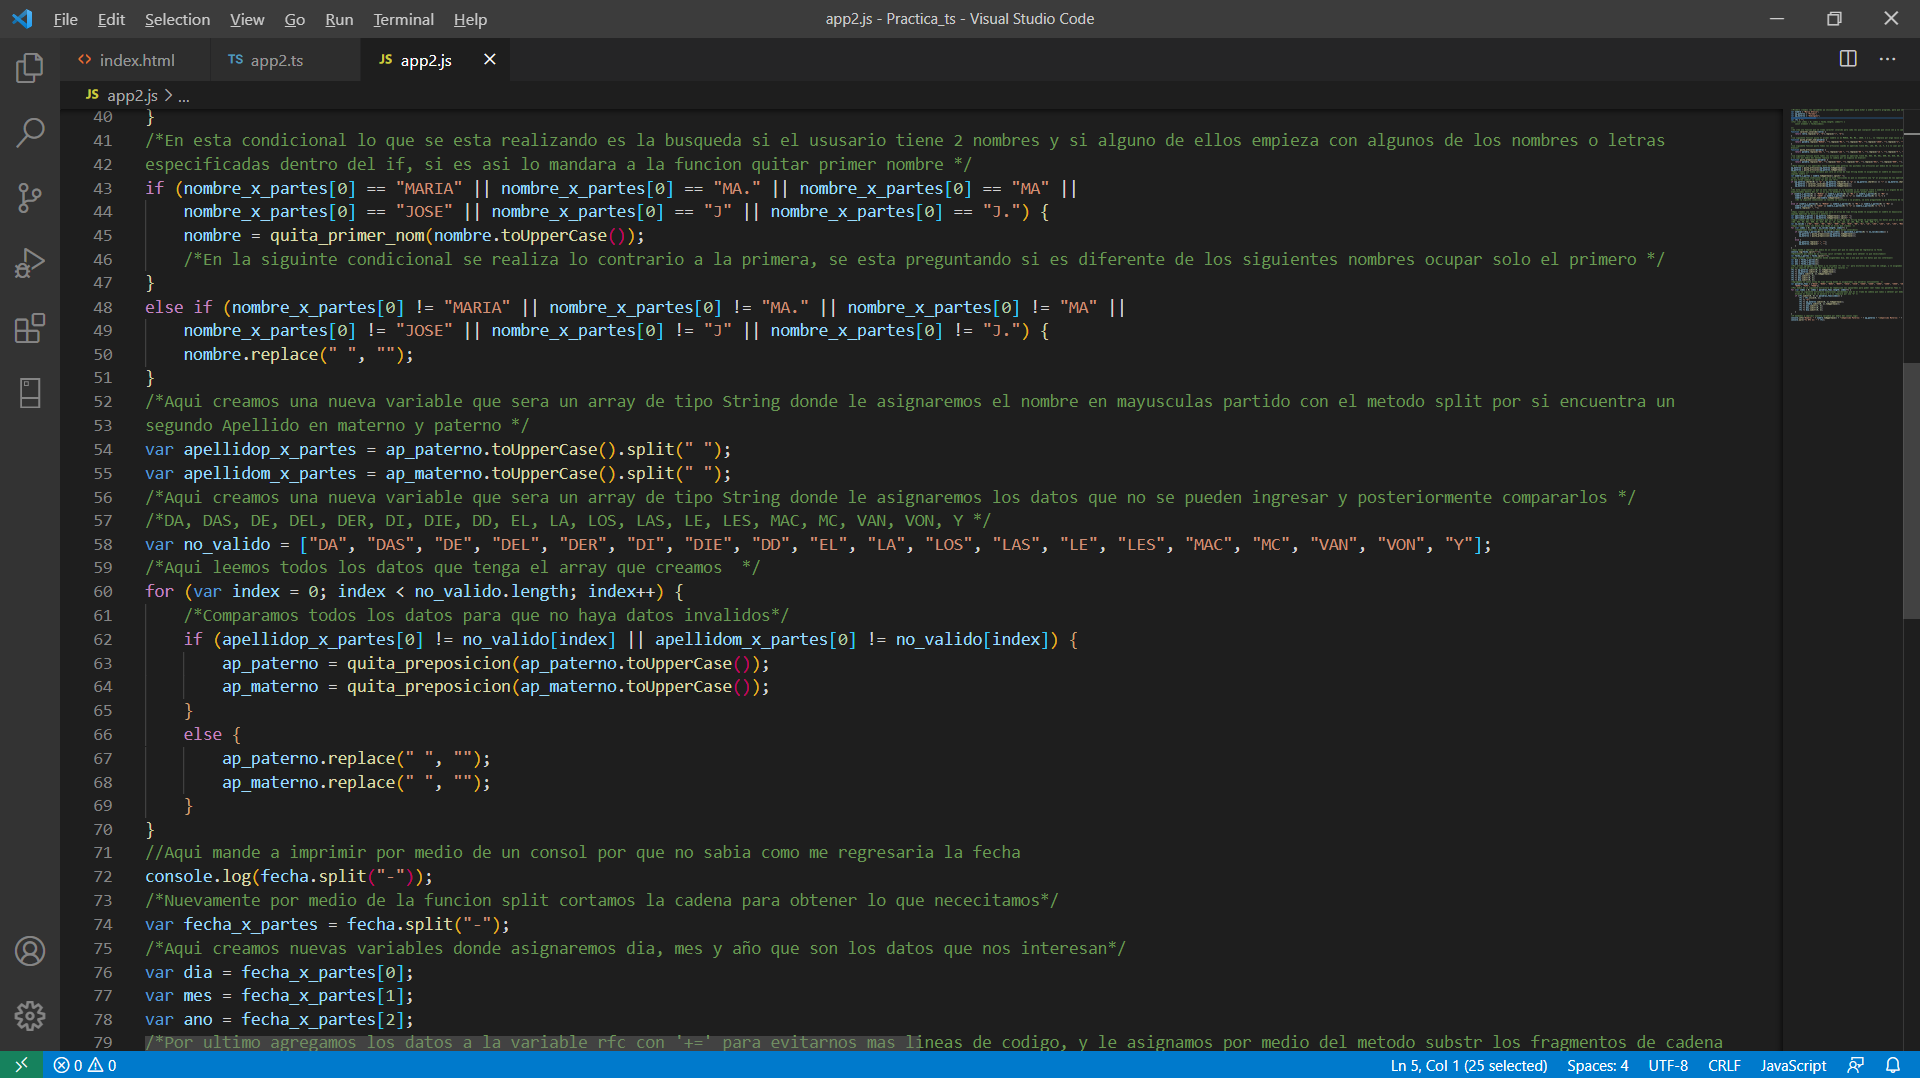 File Edit Selection View Go Run Terminal Help
app2.js - Practica_ts - Visual Studio Code
<> index.html
TS app2.ts
JS app2.js
JS app2.js > ...
40 }
41 /*En esta condicional lo que se esta realizando es la busqueda si el ususario tiene 2 nombres y si alguno de ellos empieza con algunos de los nombres o letras
42 especificadas dentro del if, si es asi lo mandara a la funcion quitar primer nombre */
43 if (nombre_x_partes[0] == "MARIA" || nombre_x_partes[0] == "MA." || nombre_x_partes[0] == "MA" ||
44 nombre_x_partes[0] == "JOSE" || nombre_x_partes[0] == "J" || nombre_x_partes[0] == "J.") {
45 nombre = quita_primer_nom(nombre.toUpperCase());
46 /*En la siguinte condicional se realiza lo contrario a la primera, se esta preguntando si es diferente de los siguientes nombres ocupar solo el primero */
47 }
48 else if (nombre_x_partes[0] != "MARIA" || nombre_x_partes[0] != "MA." || nombre_x_partes[0] != "MA" ||
49 nombre_x_partes[0] != "JOSE" || nombre_x_partes[0] != "J" || nombre_x_partes[0] != "J.") {
50 nombre.replace(" ", "");
51 }
52 /*Aqui creamos una nueva variable que sera un array de tipo String donde le asignaremos el nombre en mayusculas partido con el metodo split por si encuentra un
53 segundo Apellido en materno y paterno */
54 var apellidop_x_partes = ap_paterno.toUpperCase().split(" ");
55 var apellidom_x_partes = ap_materno.toUpperCase().split(" ");
56 /*Aqui creamos una nueva variable que sera un array de tipo String donde le asignaremos los datos que no se pueden ingresar y posteriormente compararlos */
57 /*DA, DAS, DE, DEL, DER, DI, DIE, DD, EL, LA, LOS, LAS, LE, LES, MAC, MC, VAN, VON, Y */
58 var no_valido = ["DA", "DAS", "DE", "DEL", "DER", "DI", "DIE", "DD", "EL", "LA", "LOS", "LAS", "LE", "LES", "MAC", "MC", "VAN", "VON", "Y"];
59 /*Aqui leemos todos los datos que tenga el array que creamos  */
60 for (var index = 0; index < no_valido.length; index++) {
61 /*Comparamos todos los datos para que no haya datos invalidos*/
62 if (apellidop_x_partes[0] != no_valido[index] || apellidom_x_partes[0] != no_valido[index]) {
63 ap_paterno = quita_preposicion(ap_paterno.toUpperCase());
64 ap_materno = quita_preposicion(ap_materno.toUpperCase());
65 }
66 else {
67 ap_paterno.replace(" ", "");
68 ap_materno.replace(" ", "");
69 }
70 }
71 //Aqui mande a imprimir por medio de un consol por que no sabia como me regresaria la fecha
72 console.log(fecha.split("-"));
73 /*Nuevamente por medio de la funcion split cortamos la cadena para obtener lo que nececitamos*/
74 var fecha_x_partes = fecha.split("-");
75 /*Aqui creamos nuevas variables donde asignaremos dia, mes y año que son los datos que nos interesan*/
76 var dia = fecha_x_partes[0];
77 var mes = fecha_x_partes[1];
78 var ano = fecha_x_partes[2];
79 /*Por ultimo agregamos los datos a la variable rfc con '+=' para evitarnos mas lineas de codigo, y le asignamos por medio del metodo substr los fragmentos de cadena
0 0
Ln 5, Col 1 (25 selected) Spaces: 4 UTF-8 CRLF JavaScript